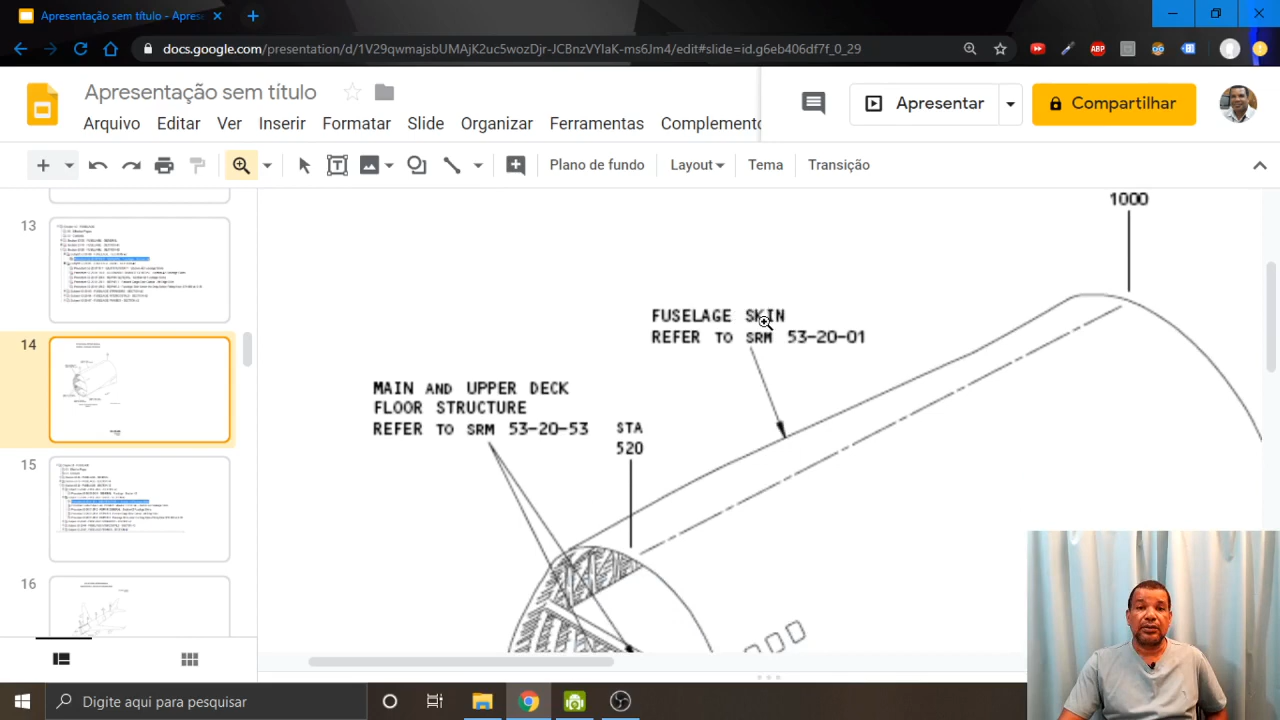 Apresentação sem título - Aprese
docs.google.com/presentation/d/1V29qwmajsbUMAjK2uc5wozDjr-JCBnzVYlaK-ms6Jm4/edit#slide=id.g6eb406df7f_0_29
ABP
Apresentação sem título
Arquivo Editar Ver Inserir Formatar Slide Organizar Ferramentas Complemento
Apresentar
Compartilhar
Plano de fundo Layout Tema Transição
13
14
15
16
1000
FUSELAGE SKIN
REFER TO SRM 53-20-01
MAIN AND UPPER DECK
FLOOR STRUCTURE
REFER TO SRM 53-20-53
STA
520
Digite aqui para pesquisar